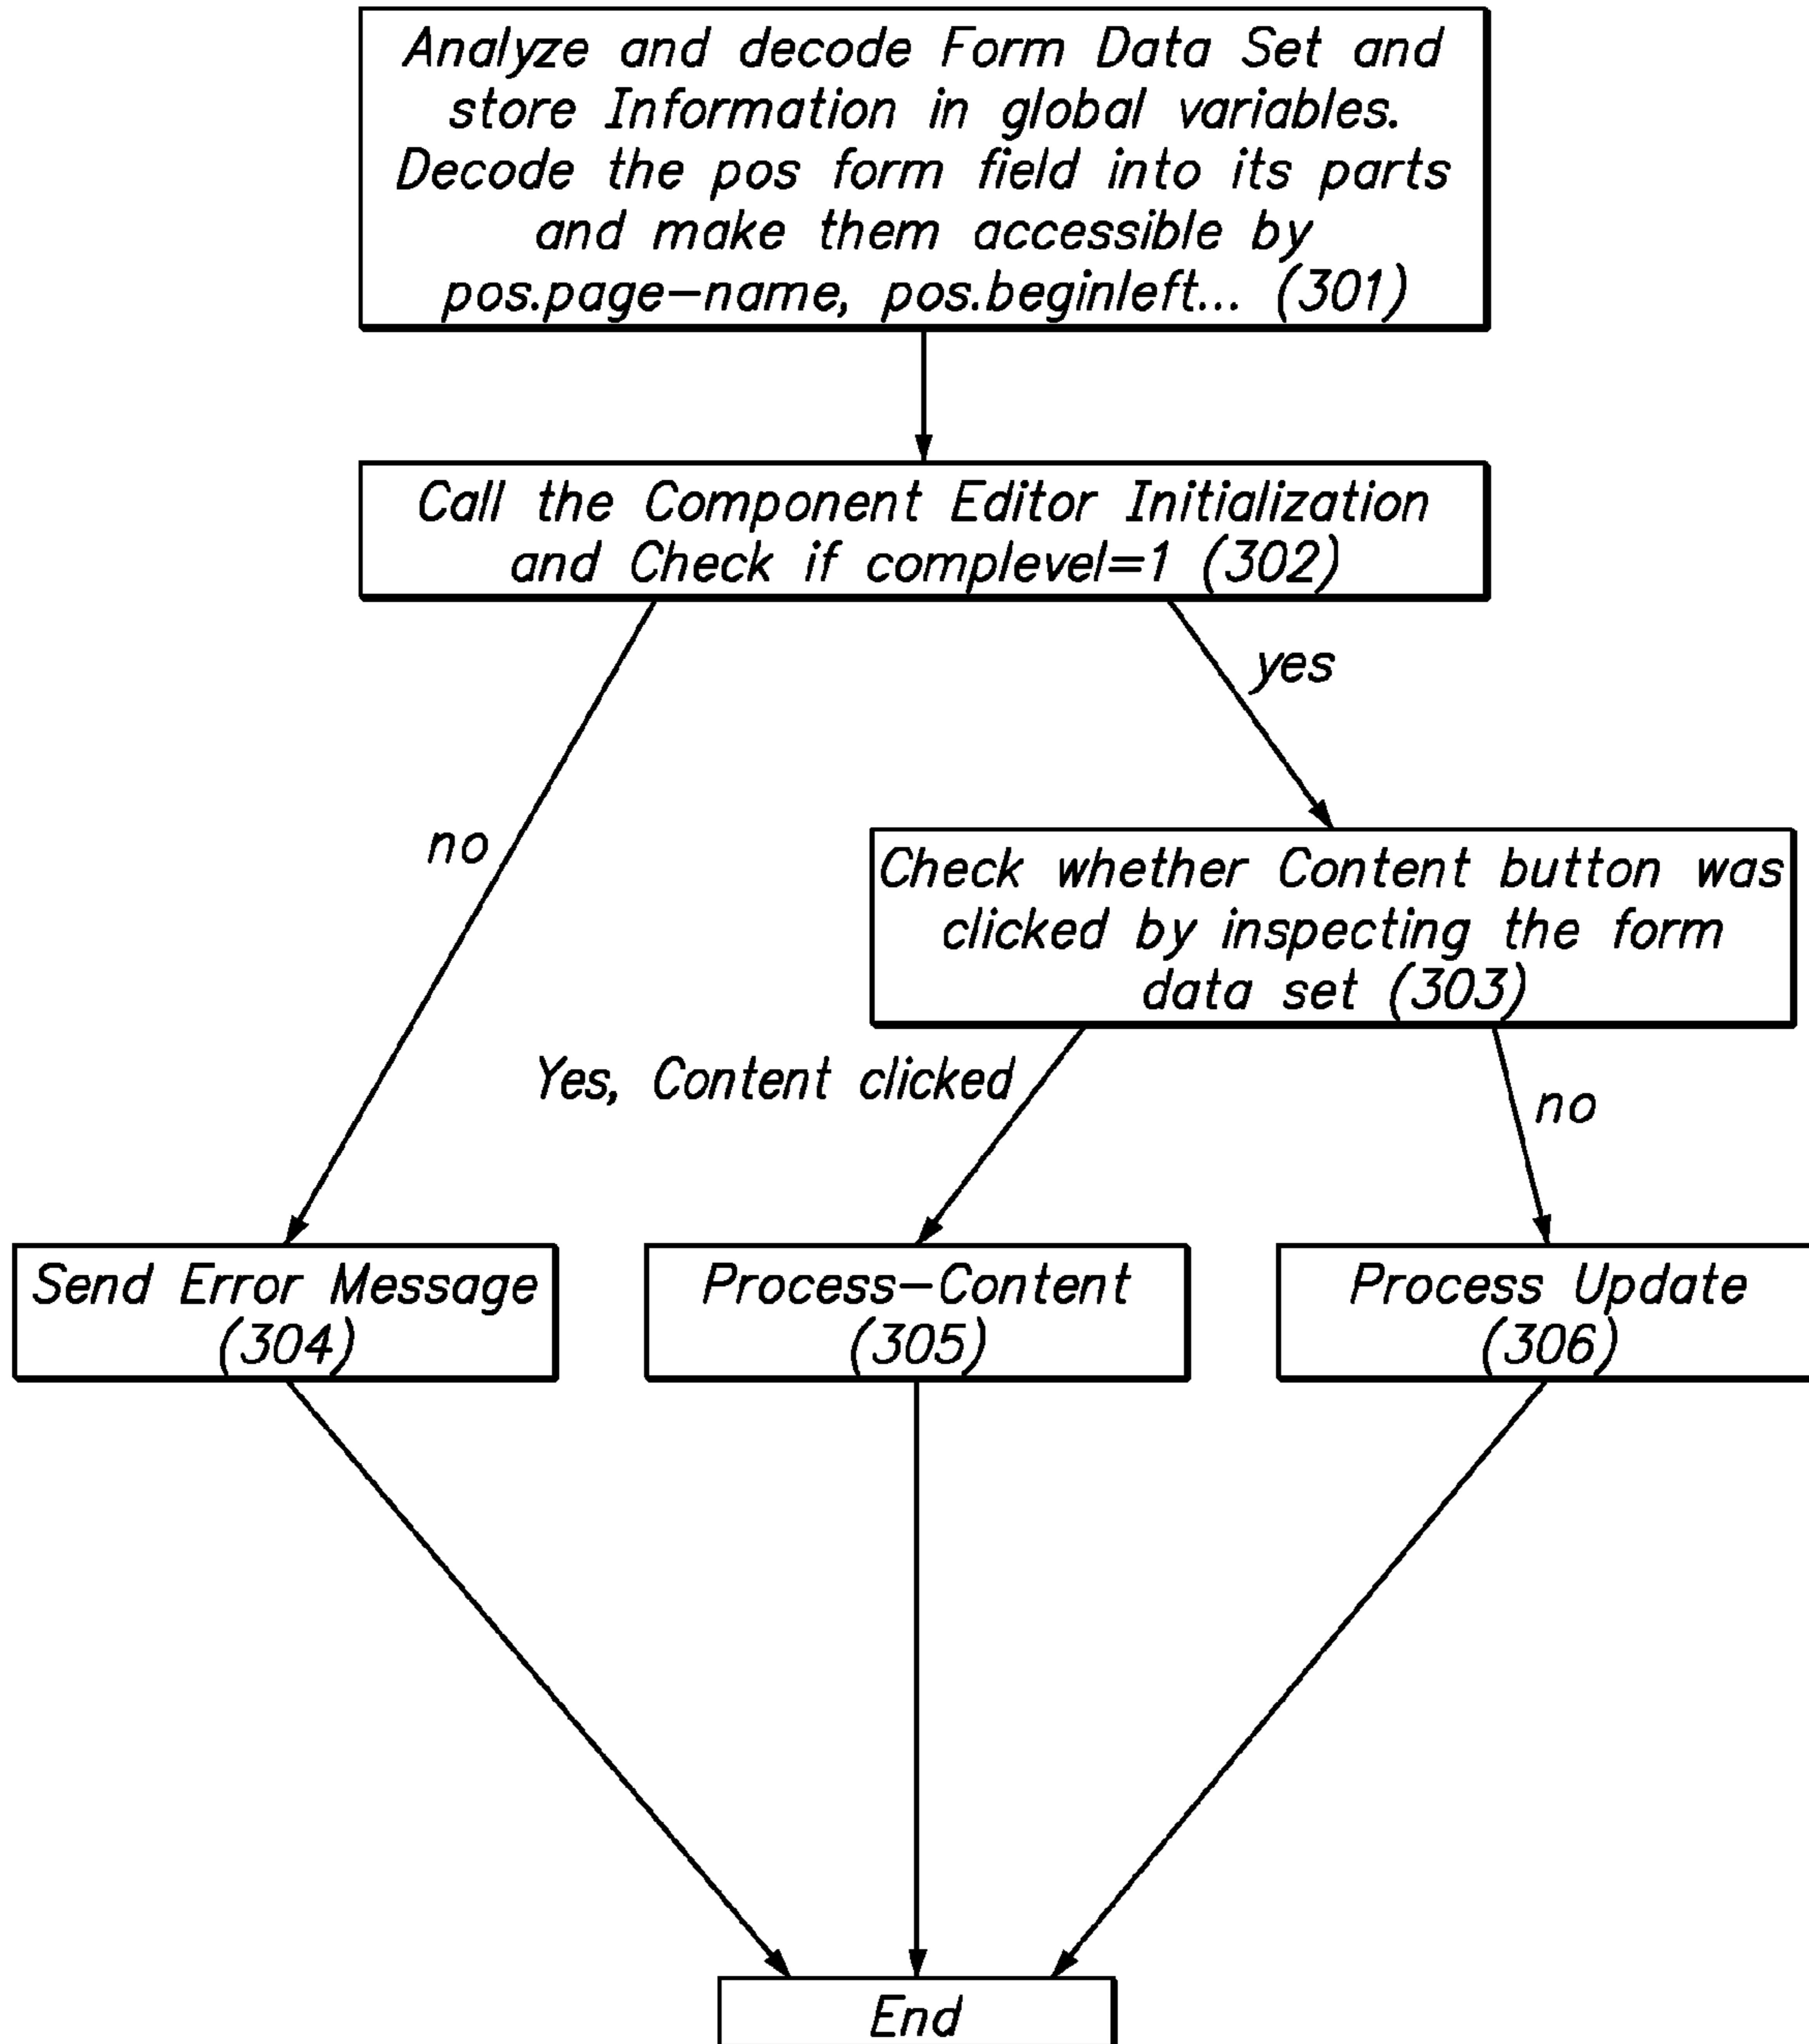 Analyze and decode Form Data Set and
store Information in global variables.
Decode the pos form field into its parts
and make them accessible by
pos.page-name, pos.beginleft... (301)
Call the Component Editor Initialization
and Check if complevel=1 (302)
yes
no
Check whether Content button was
clicked by inspecting the form
data set (303)
Yes, Content clicked
no
Send Error Message
(304)
Process-Content
(305)
Process Update
(306)
End